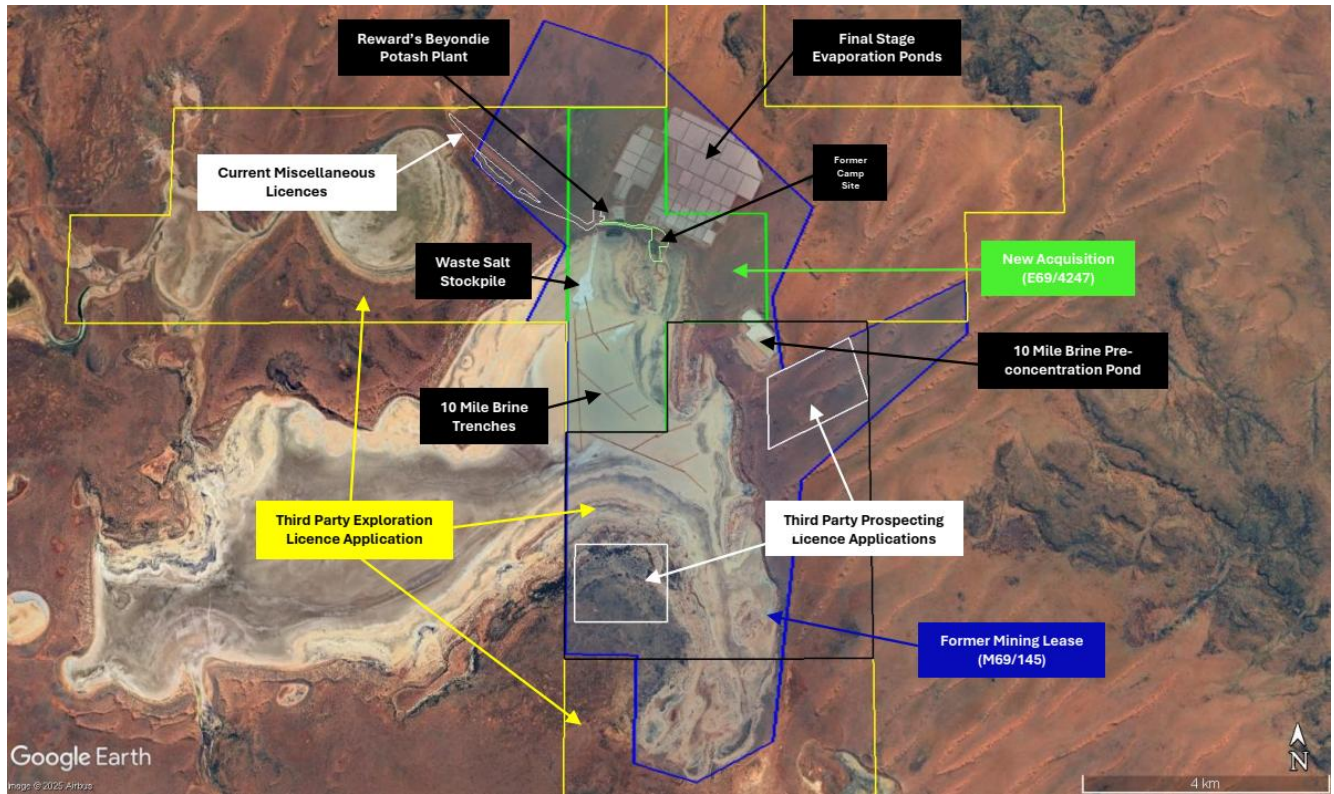 Reward's Beyondie
Potash Plant
Final Stage
Evaporation Ponds
Current Miscellaneous
Licences
Former
Camp
Site
Waste Salt
Stockpile
New Acquisition
(E69/4247)
10 Mile Brine Pre-
concentration Pond
10 Mile Brine
Trenches
Third Party Exploration
Licence Application
Third Party Prospecting
Licence Applications
Former Mining Lease
(M69/145)
Google Earth
Image © 2025 Airbus
N
4 km